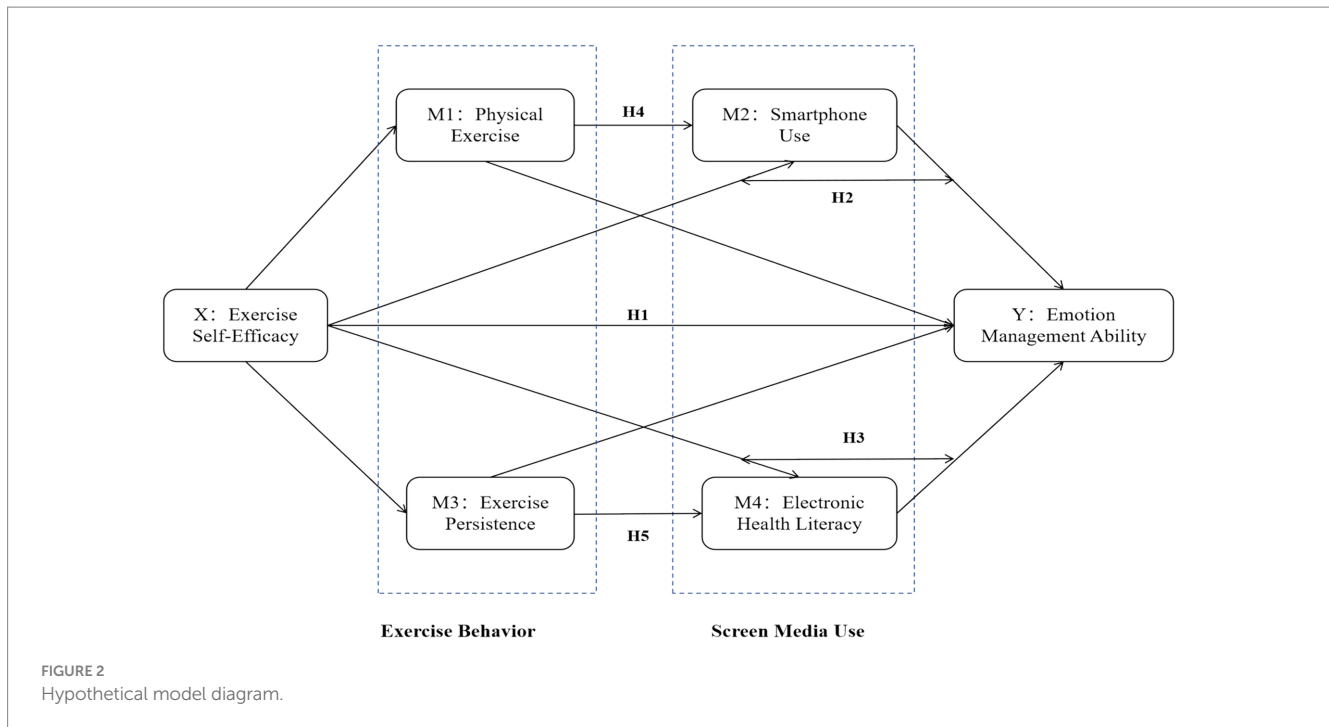 M1：Physical
Exercise
H4
M2：Smartphone
Use
H2
X：Exercise
Self-Efficacy
H1
Y：Emotion
Management Ability
H3
M3：Exercise
Persistence
H5
M4：Electronic
Health Literacy
Exercise Behavior
Screen Media Use
FIGURE 2
Hypothetical model diagram.